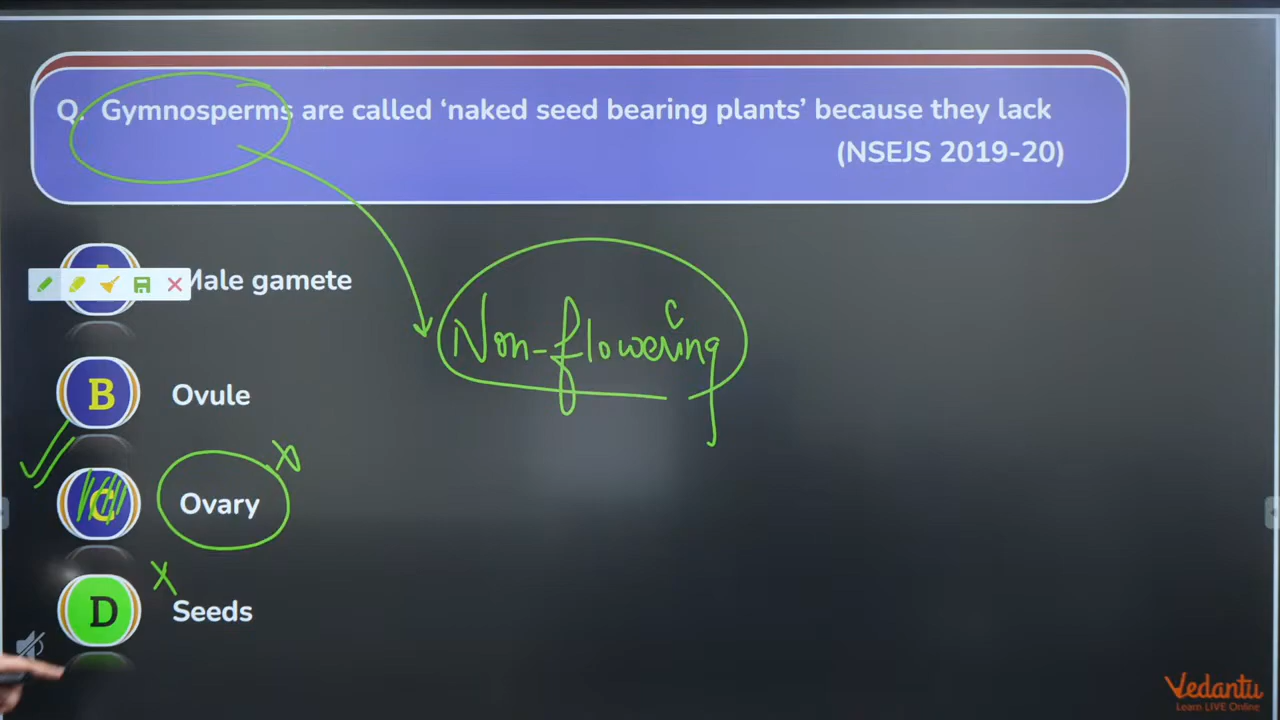 Q. Gymnosperms are called ‘naked seed bearing plants’ because they lack
(NSEJS 2019-20)
Male gamete
Non-flowering
B Ovule
C Ovary
D Seeds
Vedantu
Learn LIVE Online